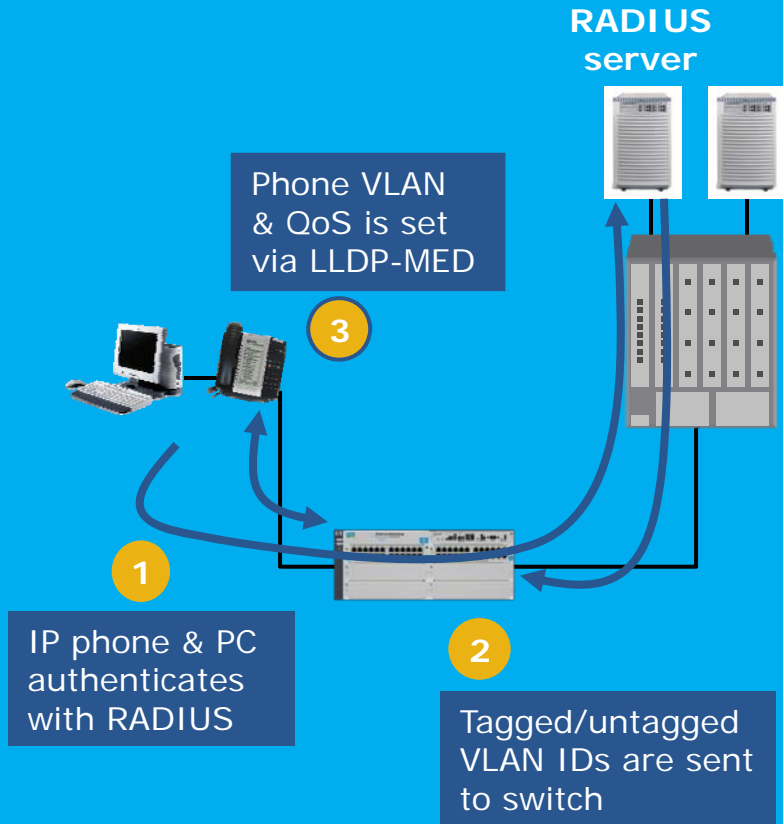 RADIUS
server
Phone VLAN
& QoS is set
via LLDP-MED
3
1
IP phone & PC
authenticates
with RADIUS
2
Tagged/untagged
VLAN IDs are sent
to switch